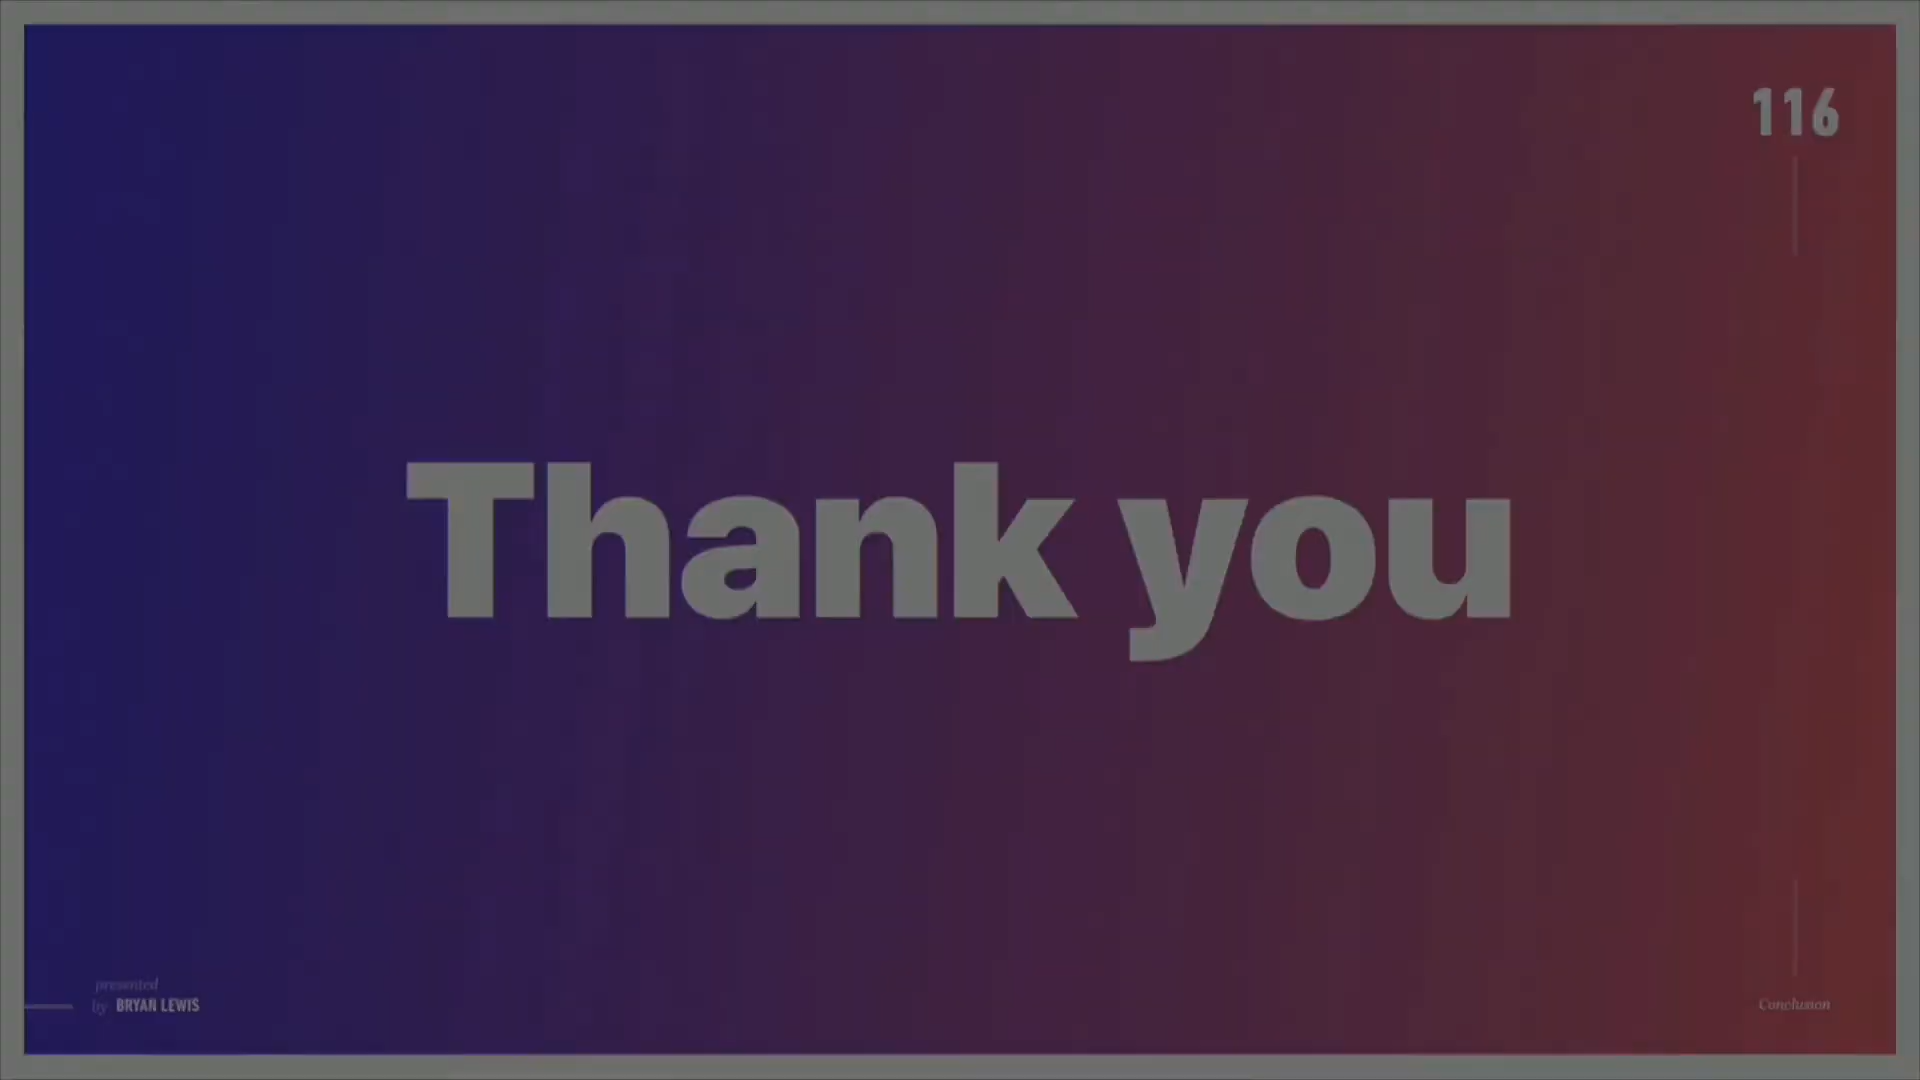 116
Thank you
presented
by BRYAN LEWIS
Conclusion